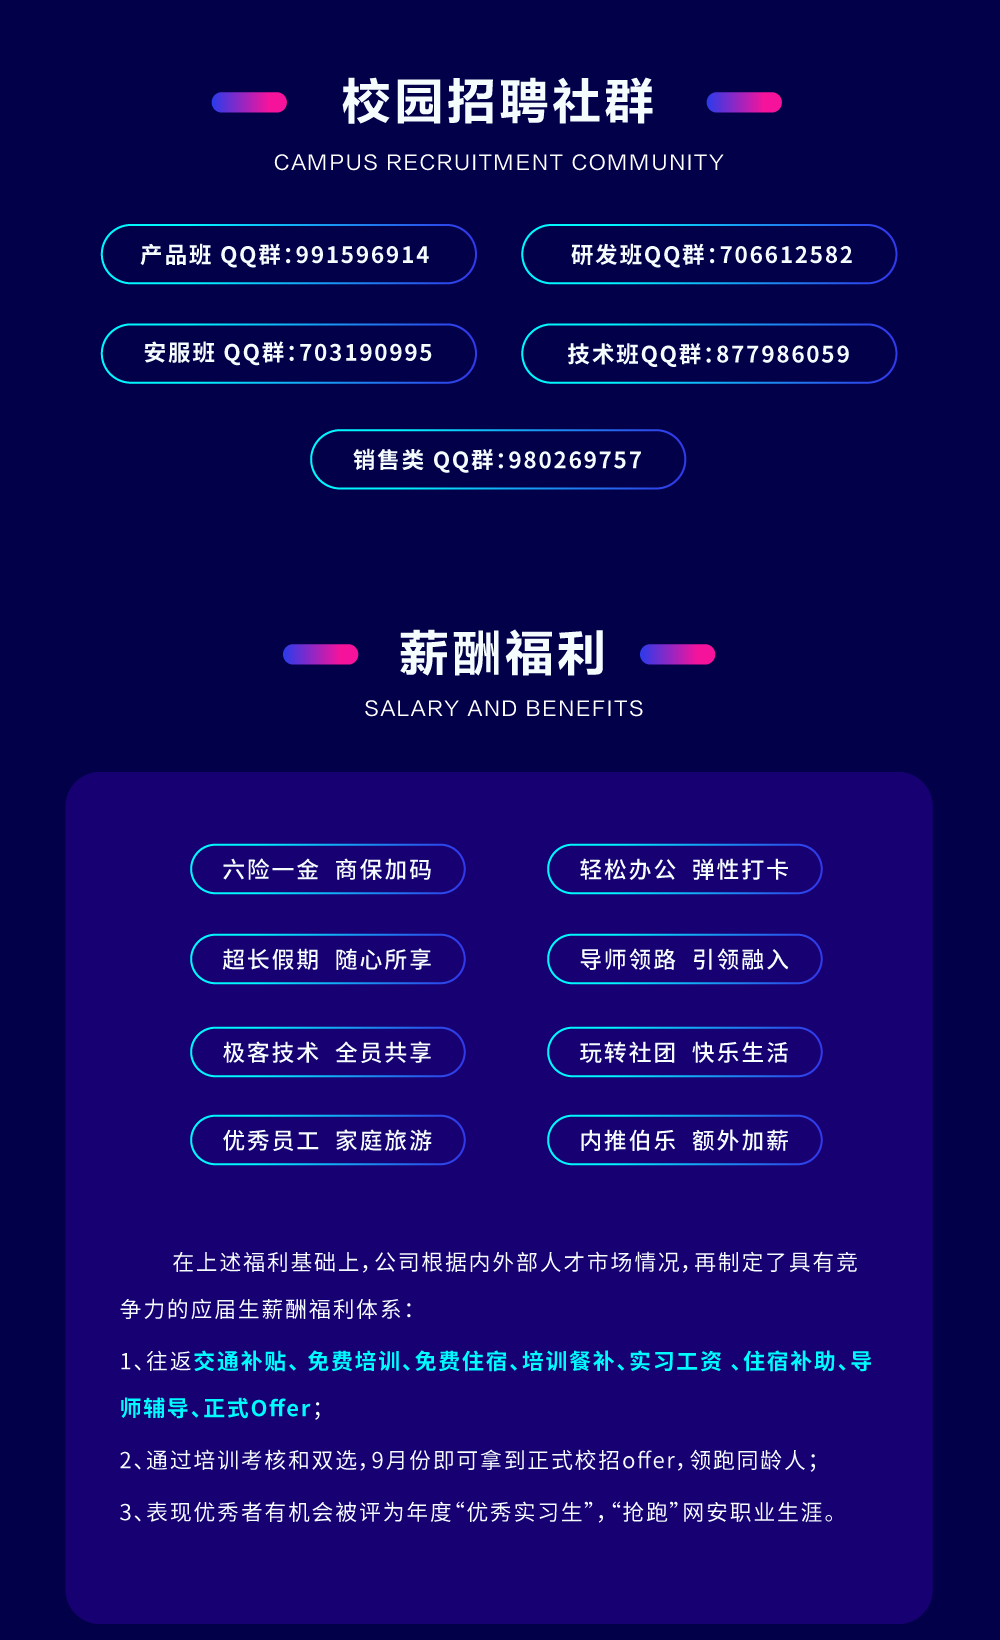 校园招聘社群
CAMPUS RECRUITMENT COMMUNITY
产品班 QQ群：991596914
研发班QQ群：706612582
安服班 QQ群：703190995
技术班QQ群：877986059
销售类 QQ群：980269757
薪酬福利
SALARY AND BENEFITS
六险一金 商保加码
轻松办公 弹性打卡
超长假期 随心所享
导师领路 引领融入
极客技术 全员共享
玩转社团 快乐生活
优秀员工 家庭旅游
内推伯乐 额外加薪
在上述福利基础上，公司根据内外部人才市场情况，再制定了具有竞
争力的应届生薪酬福利体系：
1、往返交通补贴、免费培训、免费住宿、培训餐补、实习工资 、住宿补助、导
师辅导、正式Offer；
2、通过培训考核和双选，9月份即可拿到正式校招offer，领跑同龄人；
3、表现优秀者有机会被评为年度“优秀实习生”，“抢跑”网安职业生涯。